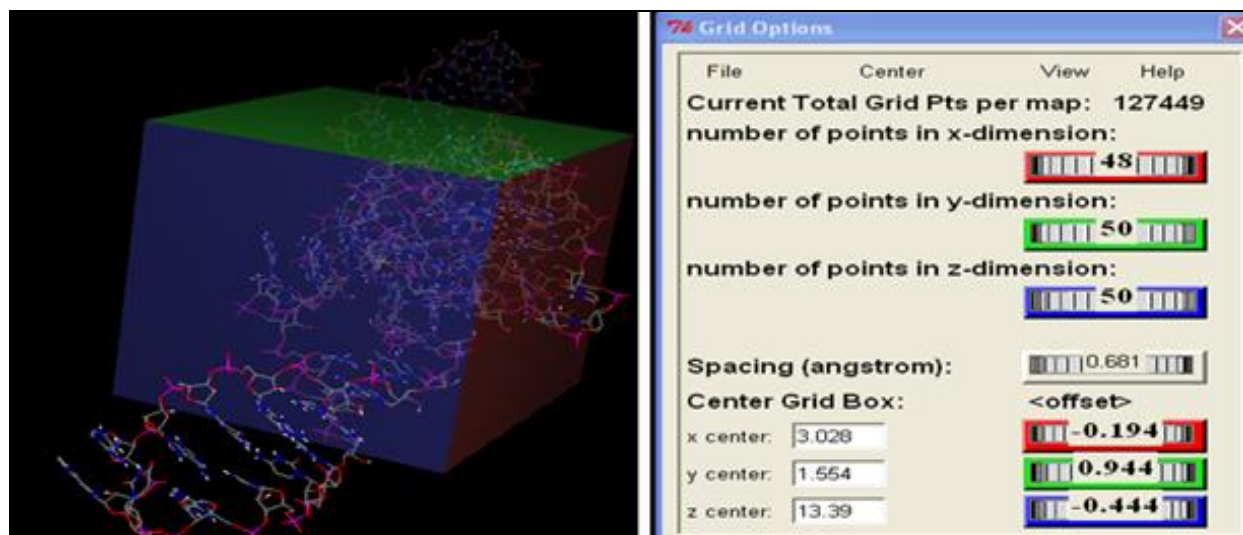 Grid Options
File Center View Help
Current Total Grid Pts per map: 127449
number of points in x-dimension:
48
number of points in y-dimension:
50
number of points in z-dimension:
50
Spacing (angstrom): 0.681
Center Grid Box: <offset>
x center: 3.028 -0.194
y center: 1.554 0.944
z center: 13.39 -0.444